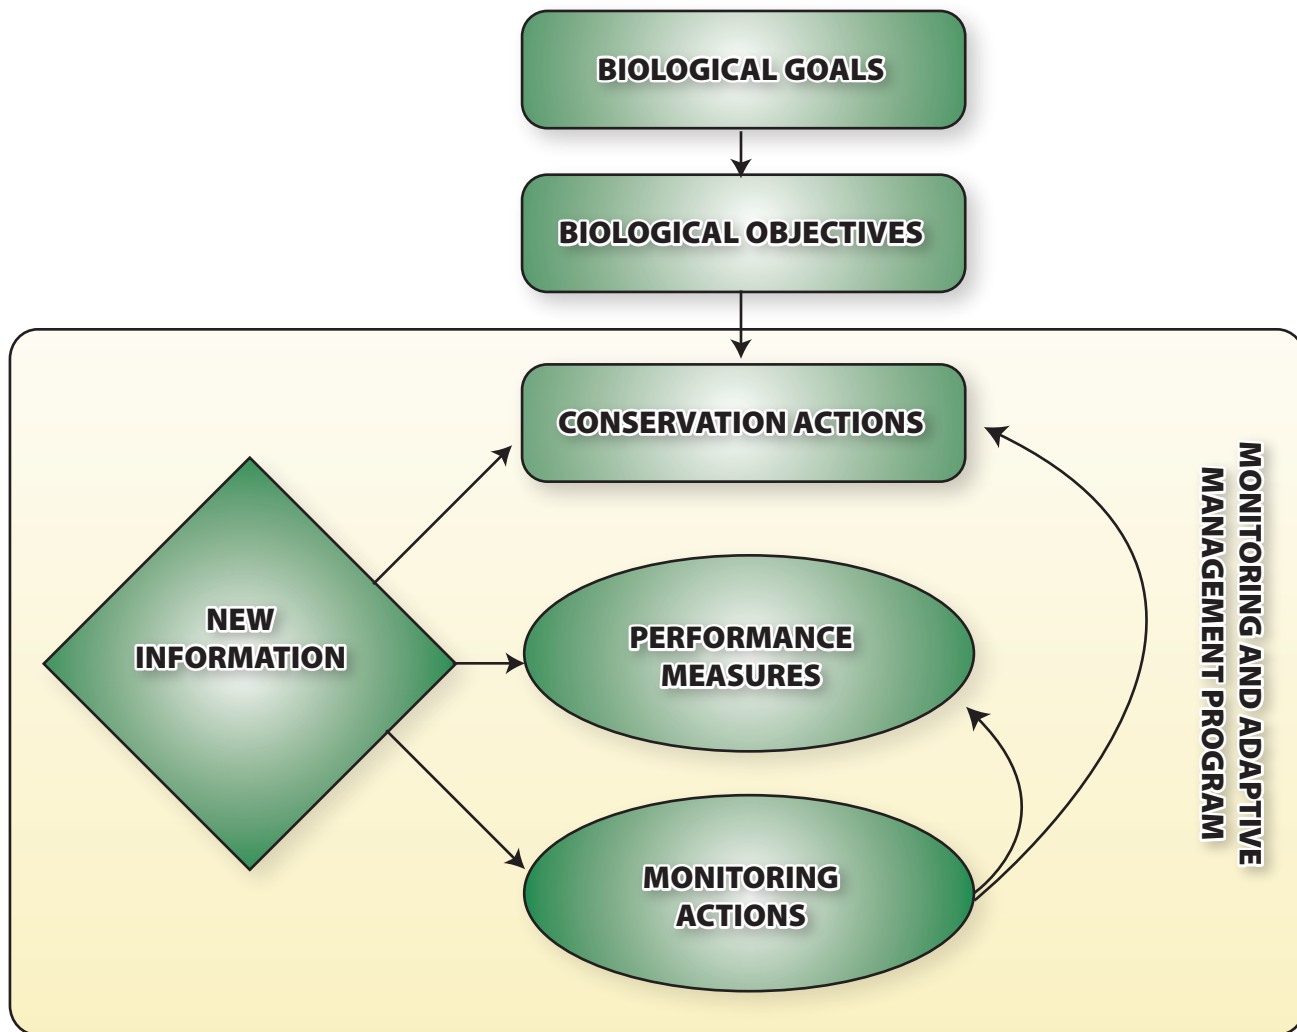 BIOLOGICAL GOALS
BIOLOGICAL OBJECTIVES
CONSERVATION ACTIONS
NEW
INFORMATION
PERFORMANCE
MEASURES
MONITORING
ACTIONS
MONITORING AND ADAPTIVE
MANAGEMENT PROGRAM